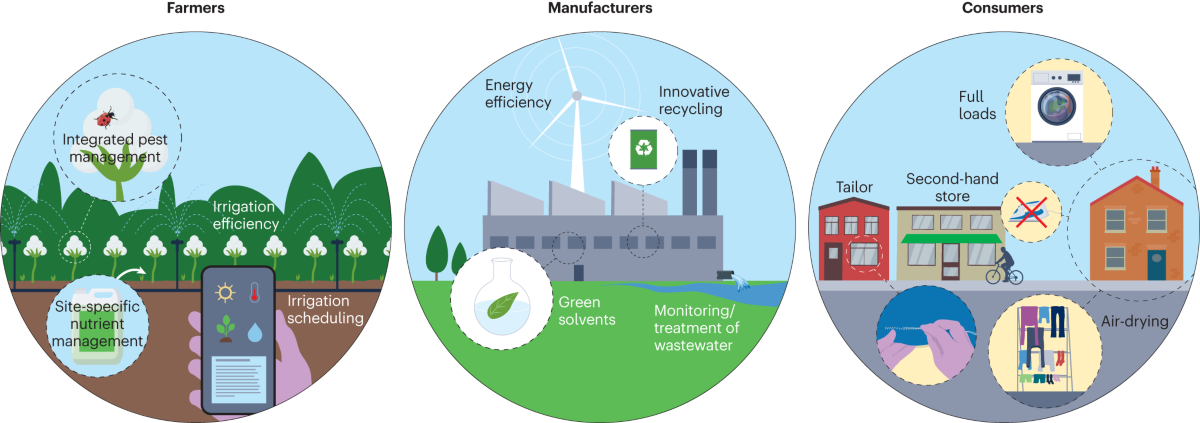 Farmers
Integrated pest
management
Irrigation
efficiency
Site-specific
nutrient
management
Irrigation
scheduling
Manufacturers
Energy
efficiency
Innovative
recycling
Green
solvents
Monitoring/
treatment of
wastewater
Consumers
Full
loads
Tailor
Second-hand
store
Air-drying